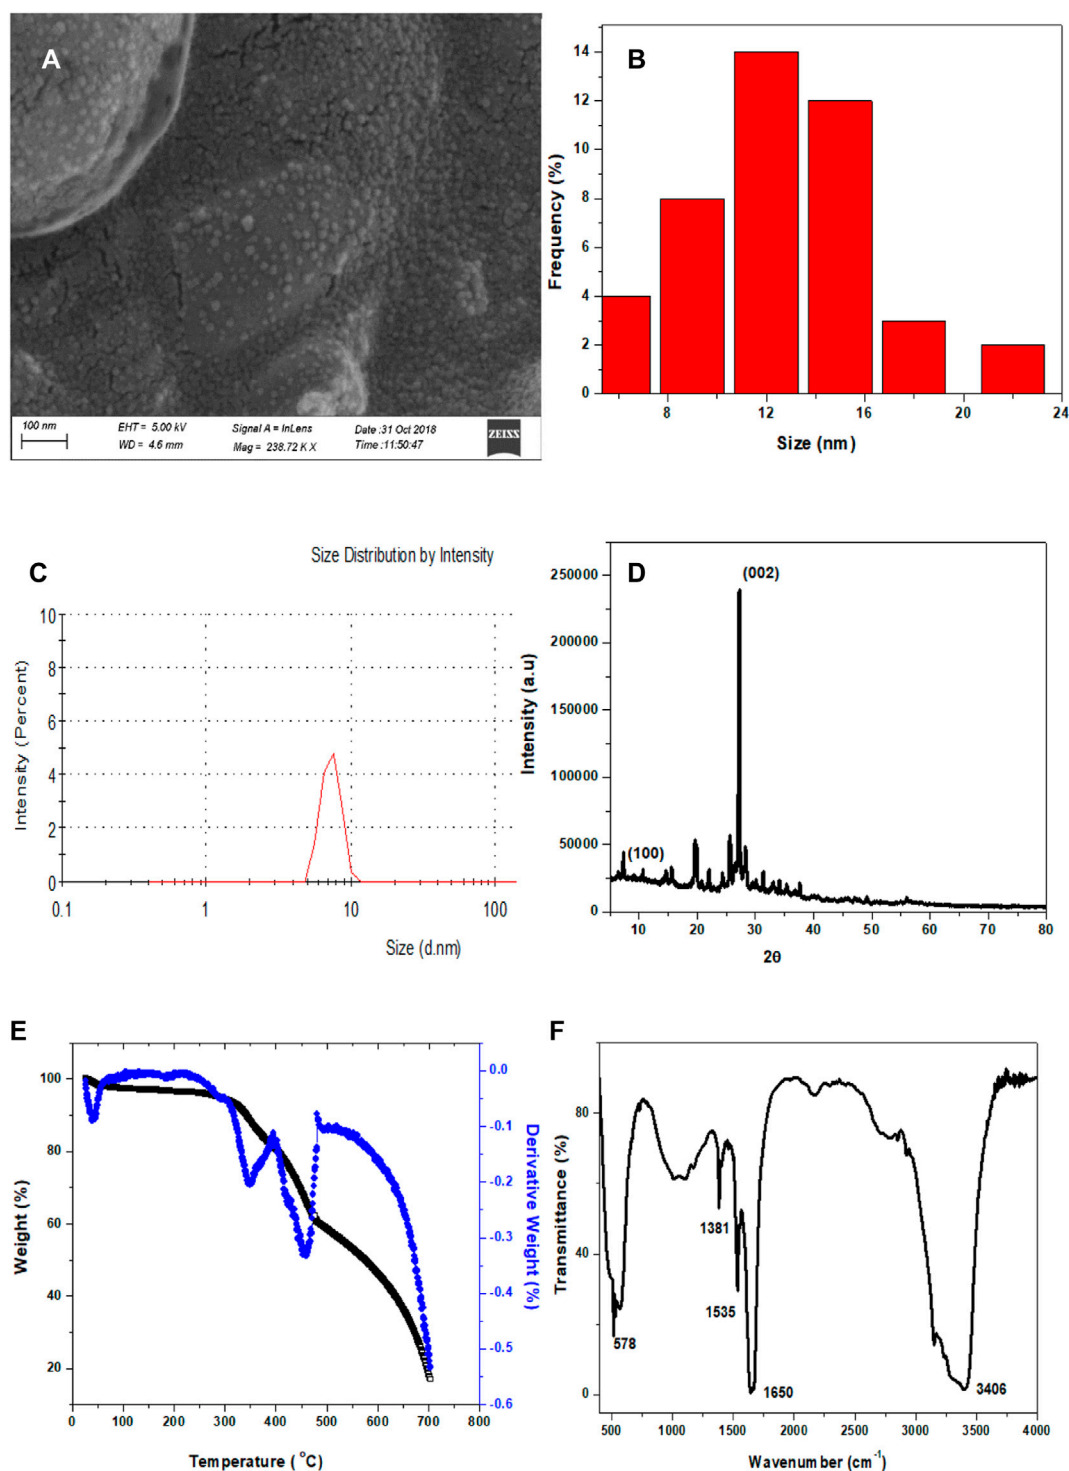 A
100 nm
EHT = 5.00 kV
WD = 4.6 mm
Signal A = InLens
Mag = 238.72 K X
Date :31 Oct 2018
Time :11:50:47
ZEISS
B
Frequency (%)
14
12
10
8
6
4
2
0
8 12 16 20 24
Size (nm)
C
Size Distribution by Intensity
Intensity (Percent)
10
8
6
4
2
0
0.1 1 10 100
Size (d.nm)
D
Intensity (a.u)
250000
200000
150000
100000
50000
0
(002)
(100)
10 20 30 40 50 60 70 80
2θ
E
Weight (%)
100
80
60
40
20
0.0
-0.1
-0.2
-0.3
-0.4
-0.5
-0.6
Derivative Weight (%)
0 100 200 300 400 500 600 700 800
Temperature ( °C)
F
Transmittance (%)
80
40
0
578
1381
1535
1650
3406
500 1000 1500 2000 2500 3000 3500 4000
Wavenumber (cm⁻¹)